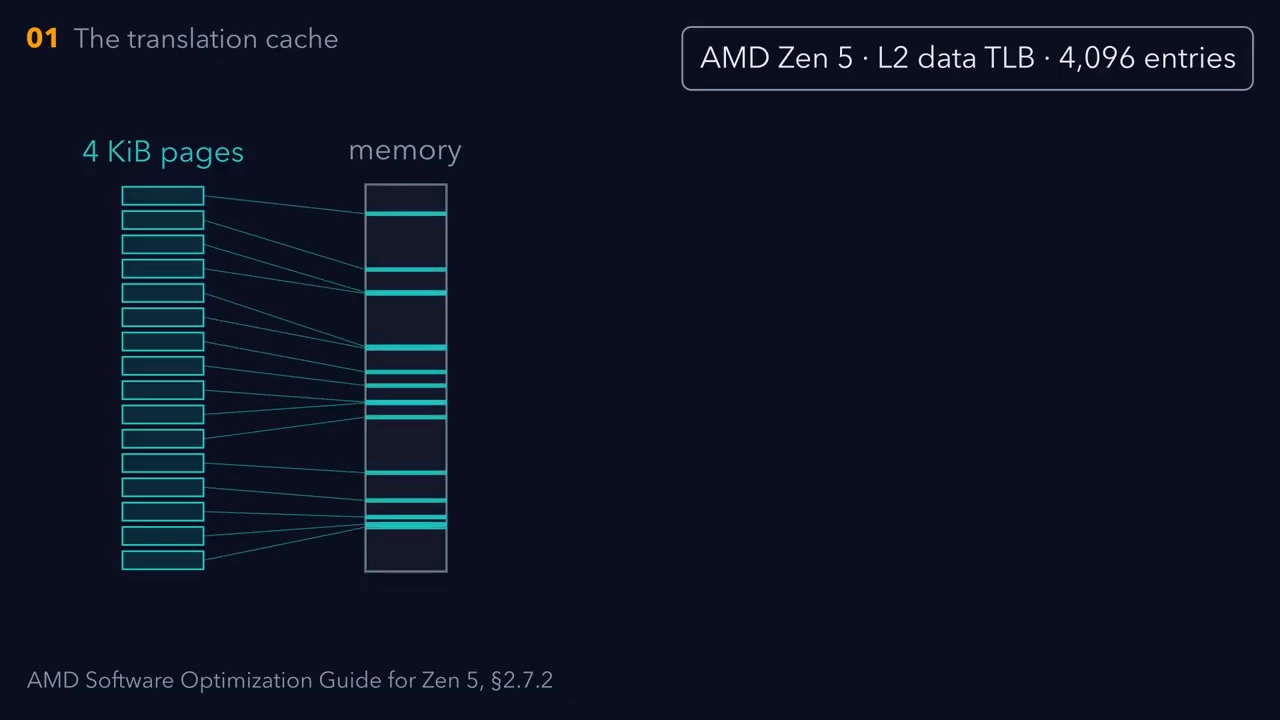 01 The translation cache
AMD Zen 5 · L2 data TLB · 4,096 entries
4 KiB pages
memory
AMD Software Optimization Guide for Zen 5, §2.7.2